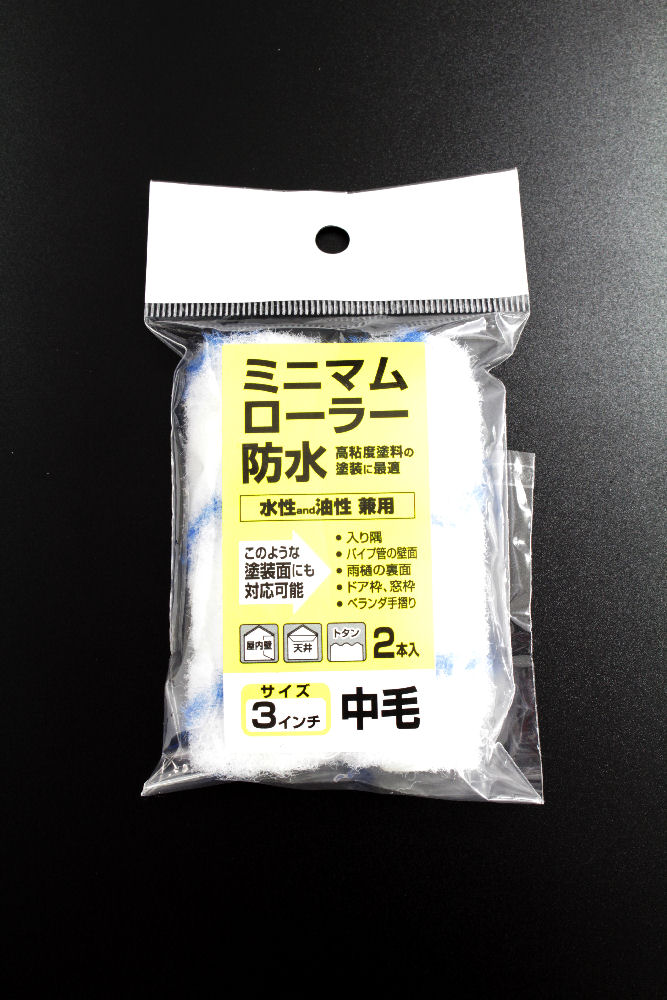 ミニマム
ローラー
防水 高粘度塗料の
塗装に最適
水性and油性 兼用
このような
塗装面にも
対応可能
• 入り隅
• パイプ管の壁面
• 雨樋の裏面
• ドア枠、窓枠
• ベランダ手摺り
屋内壁
天井
トタン
2本入
サイズ
3インチ
中毛